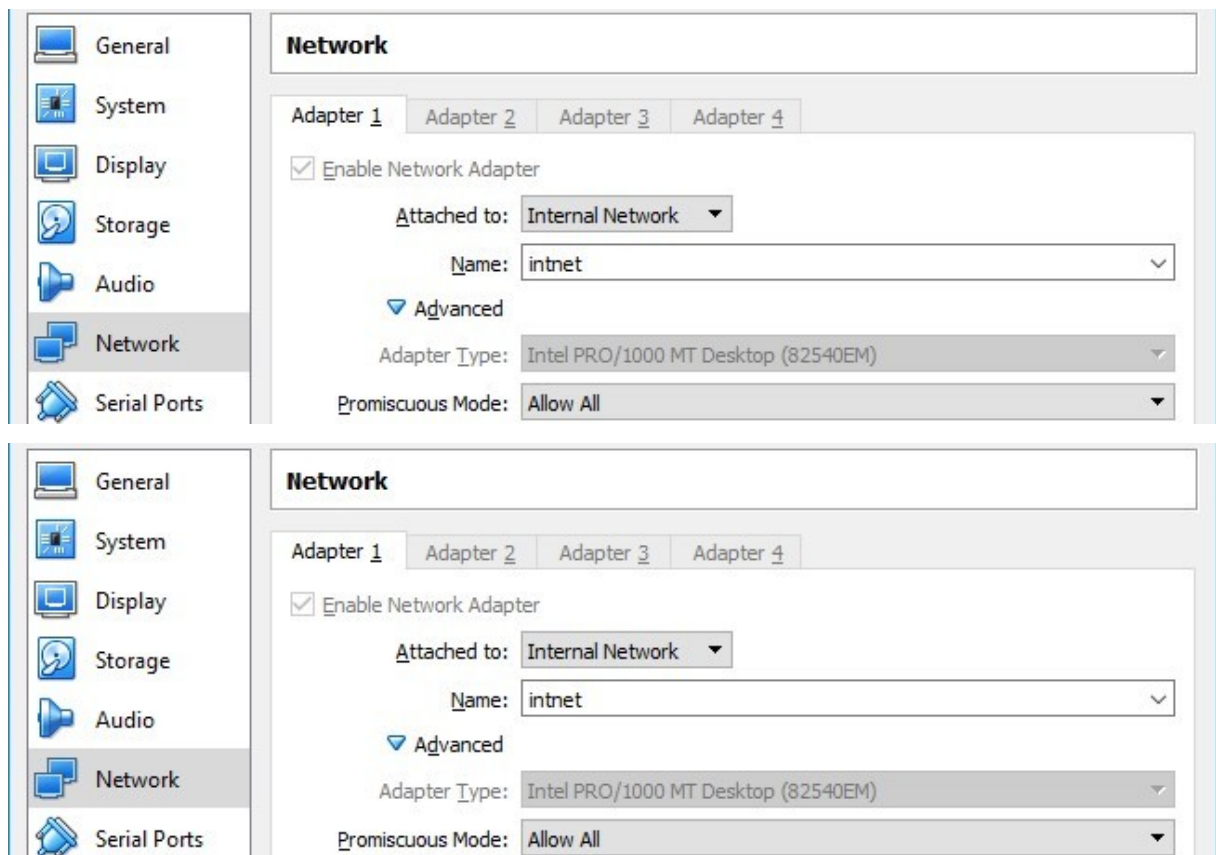 General
System
Display
Storage
Audio
Network
Serial Ports
Network
Adapter 1 Adapter 2 Adapter 3 Adapter 4
Enable Network Adapter
Attached to: Internal Network
Name: intnet
Advanced
Adapter Type: Intel PRO/1000 MT Desktop (82540EM)
Promiscuous Mode: Allow All
General
System
Display
Storage
Audio
Network
Serial Ports
Network
Adapter 1 Adapter 2 Adapter 3 Adapter 4
Enable Network Adapter
Attached to: Internal Network
Name: intnet
Advanced
Adapter Type: Intel PRO/1000 MT Desktop (82540EM)
Promiscuous Mode: Allow All